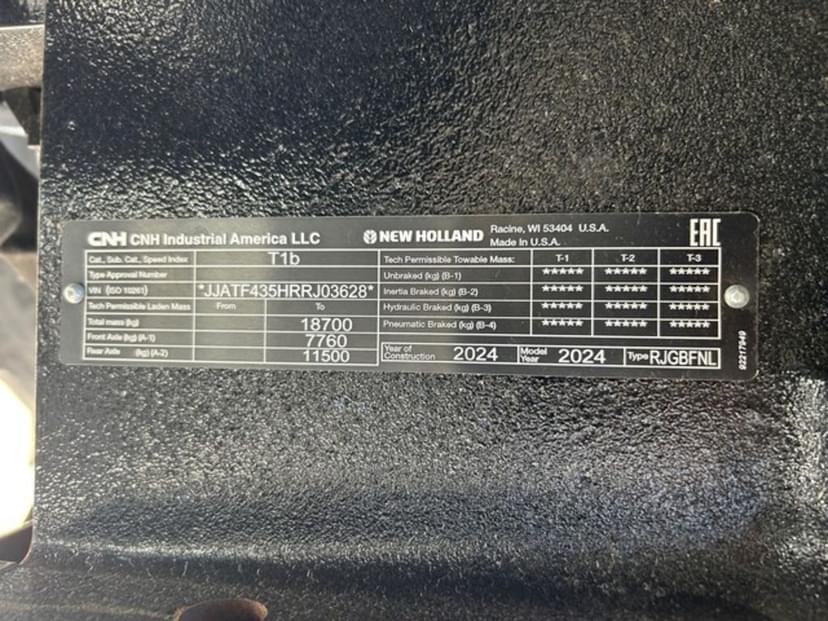 CNH CNH Industrial America LLC NEW HOLLAND Racine, WI 53404 U.S.A.
Made in U.S.A. EAC
Cat., Sub. Cat., Speed Index T1b Tech Permissible Towable Mass: T-1 T-2 T-3
Type Approval Number Unbraked (kg) (B-1) ***** ***** *****
VIN (ISO 10261) *JJATF435HRRJ03628* Inertia Braked (kg) (B-2) ***** ***** *****
Tech Permissible Laden Mass From To Hydraulic Braked (kg) (B-3) ***** ***** *****
Total mass (kg) 18700 Pneumatic Braked (kg) (B-4) ***** ***** *****
Front Axle (kg) (A-1) 7760
Rear Axle (kg) (A-2) 11500 Year of Construction 2024 Model Year 2024 Type RJGBFNL
92217949